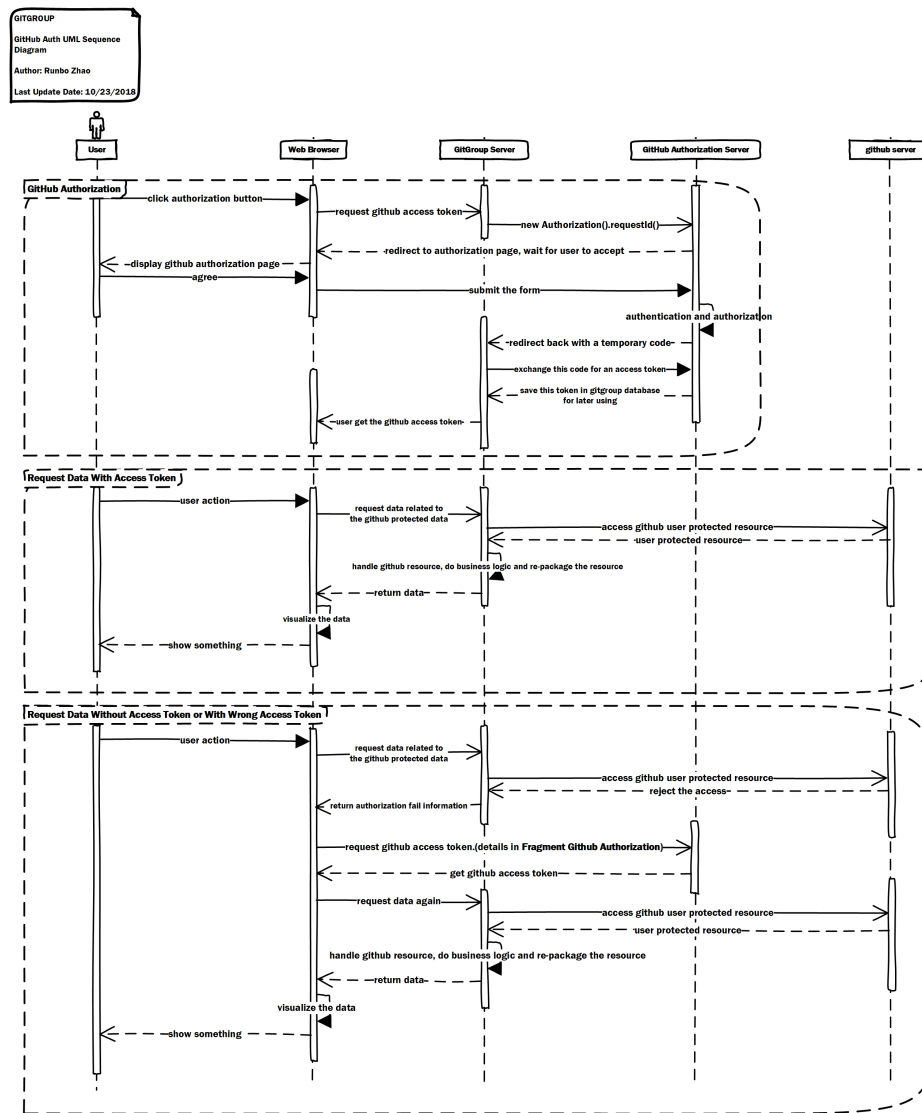 GITGROUP
GitHub Auth UML Sequence
Diagram
Author: Runbo Zhao
Last Update Date: 10/23/2018
User
Web Browser
GitGroup Server
GitHub Authorization Server
github server
GitHub Authorization
click authorization button
request github access token
new Authorization().requestId()
redirect to authorization page, wait for user to accept
display github authorization page
agree
submit the form
authentication and authorization
redirect back with a temporary code
exchange this code for an access token
save this token in gitgroup database
for later using
user get the github access token
Request Data With Access Token
user action
request data related to
the github protected data
access github user protected resource
user protected resource
handle github resource, do business logic and re-package the resource
return data
visualize the data
show something
Request Data Without Access Token or With Wrong Access Token
user action
request data related to
the github protected data
access github user protected resource
reject the access
return authorization fail information
request github access token.(details in Fragment Github Authorization)
get github access token
request data again
access github user protected resource
user protected resource
handle github resource, do business logic and re-package the resource
return data
visualize the data
show something